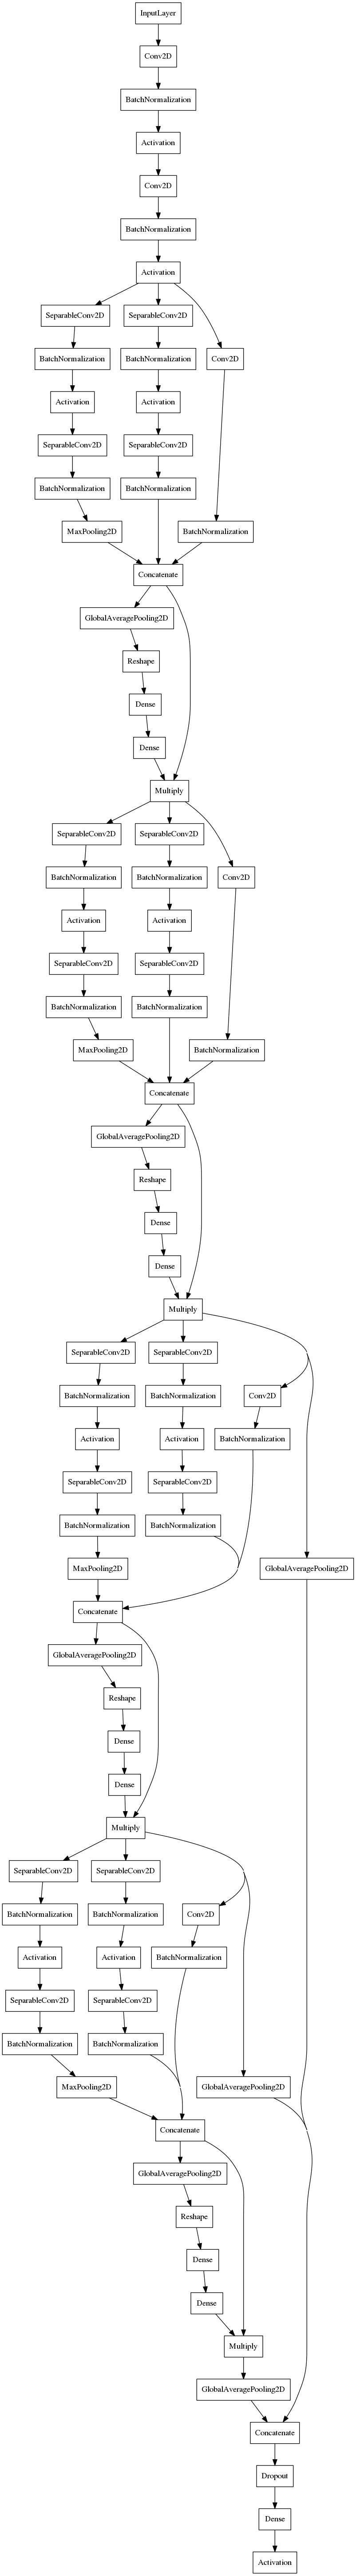 InputLayer
Conv2D
BatchNormalization
Activation
Conv2D
BatchNormalization
Activation
SeparableConv2D SeparableConv2D
BatchNormalization BatchNormalization Conv2D
Activation Activation
SeparableConv2D SeparableConv2D
BatchNormalization BatchNormalization
MaxPooling2D BatchNormalization
Concatenate
GlobalAveragePooling2D
Reshape
Dense
Dense
Multiply
SeparableConv2D SeparableConv2D
BatchNormalization BatchNormalization Conv2D
Activation Activation
SeparableConv2D SeparableConv2D
BatchNormalization BatchNormalization
MaxPooling2D BatchNormalization
Concatenate
GlobalAveragePooling2D
Reshape
Dense
Dense
Multiply
SeparableConv2D SeparableConv2D
BatchNormalization BatchNormalization Conv2D
Activation Activation BatchNormalization
SeparableConv2D SeparableConv2D
BatchNormalization BatchNormalization
MaxPooling2D GlobalAveragePooling2D
Concatenate
GlobalAveragePooling2D
Reshape
Dense
Dense
Multiply
SeparableConv2D SeparableConv2D
BatchNormalization BatchNormalization Conv2D
Activation Activation BatchNormalization
SeparableConv2D SeparableConv2D
BatchNormalization BatchNormalization
MaxPooling2D GlobalAveragePooling2D
Concatenate
GlobalAveragePooling2D
Reshape
Dense
Dense
Multiply
GlobalAveragePooling2D
Concatenate
Dropout
Dense
Activation